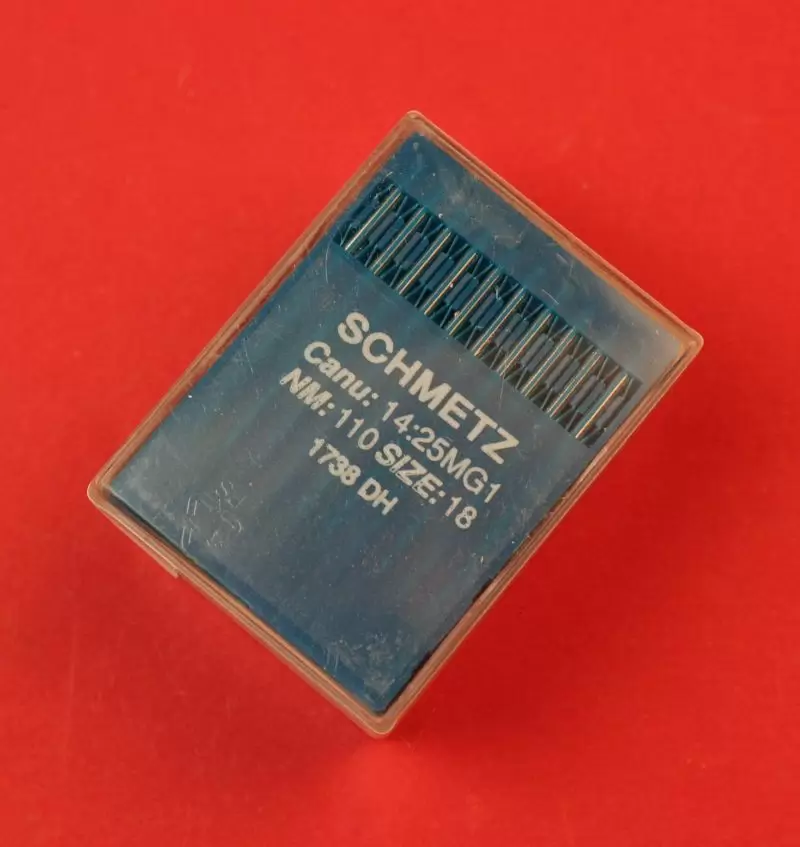 SCHMETZ
Canu: 14:25MG1
NM: 110 SIZE: 18
1738 DH